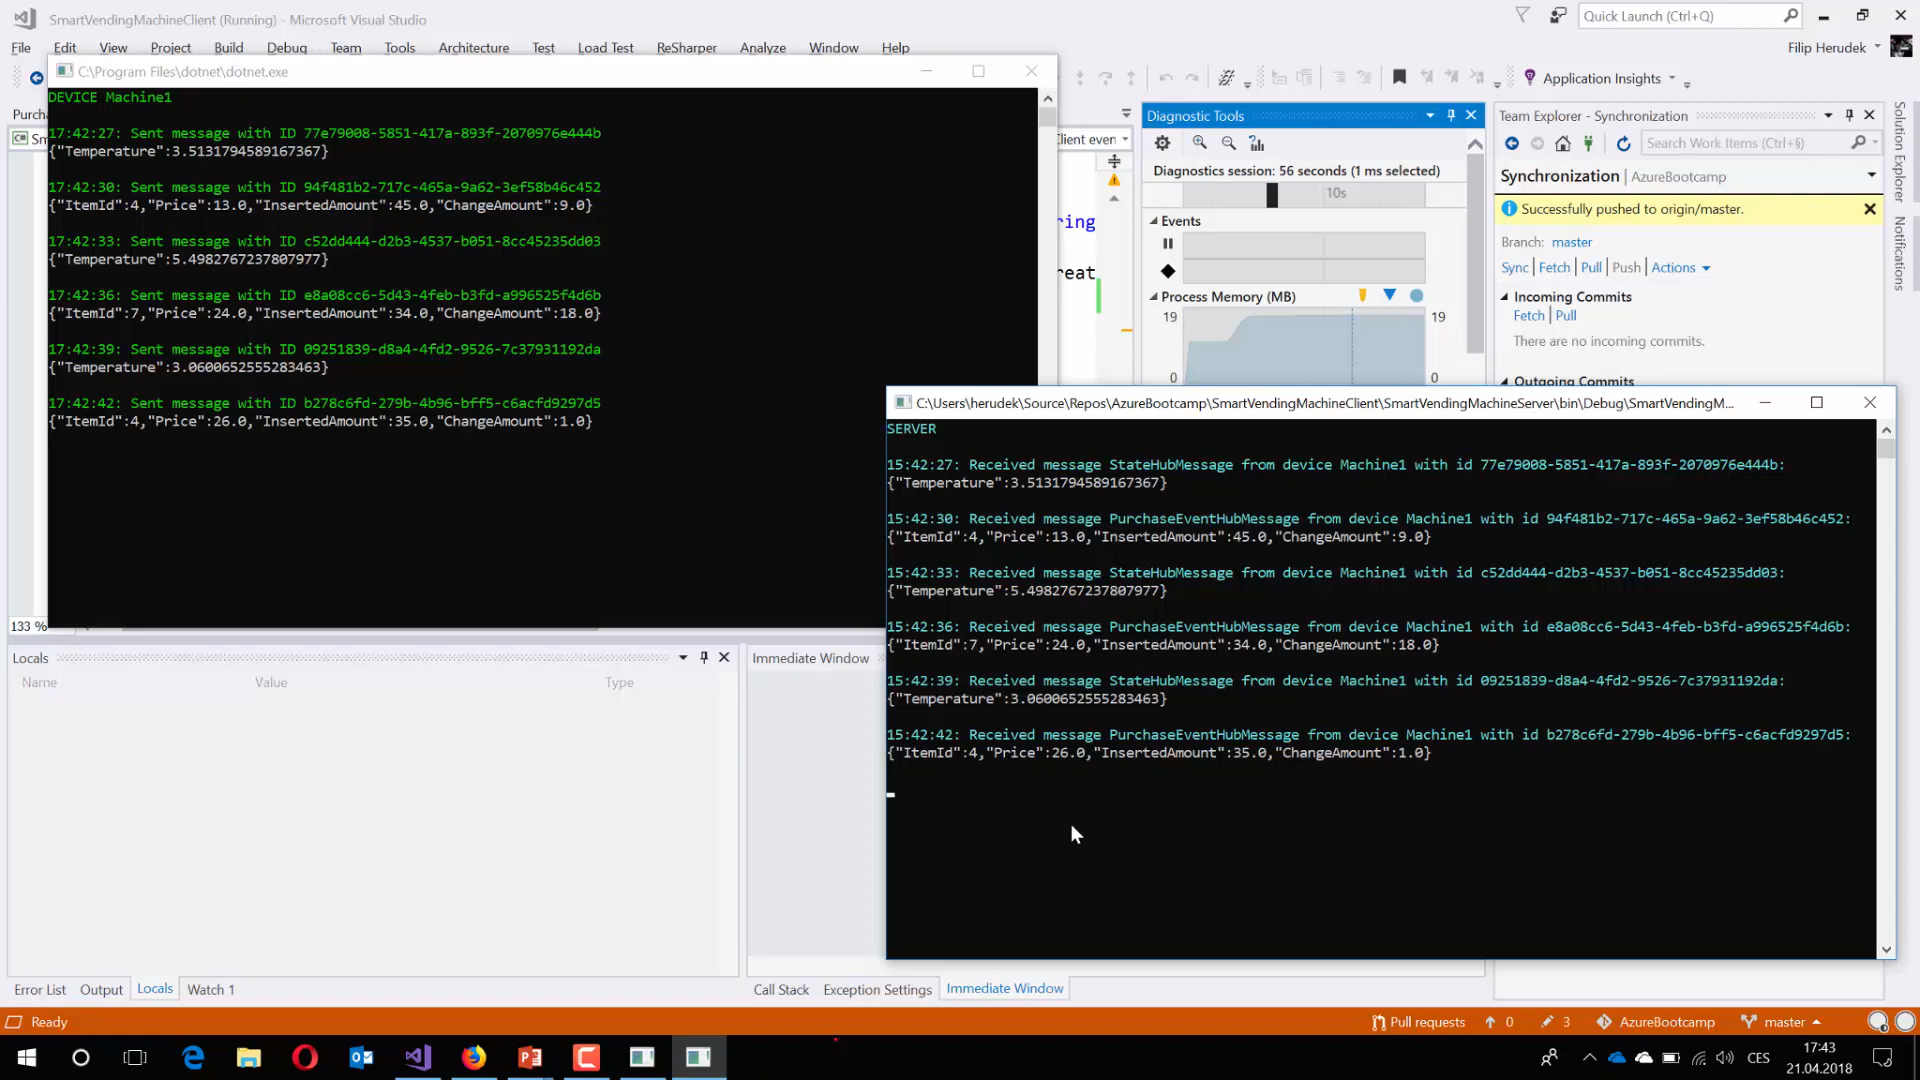 SmartVendingMachineClient (Running) - Microsoft Visual Studio
Quick Launch (Ctrl+Q)
File Edit View Project Build Debug Team Tools Architecture Test Load Test ReSharper Analyze Window Help
Filip Herudek
Application Insights
C:\Program Files\dotnet\dotnet.exe
DEVICE Machine1
17:42:27: Sent message with ID 77e79008-5851-417a-893f-2070976e444b
{"Temperature":3.5131794589167367}
17:42:30: Sent message with ID 94f481b2-717c-465a-9a62-3ef58b46c452
{"ItemId":4,"Price":13.0,"InsertedAmount":45.0,"ChangeAmount":9.0}
17:42:33: Sent message with ID c52dd444-d2b3-4537-b051-8cc45235dd03
{"Temperature":5.4982767237807977}
17:42:36: Sent message with ID e8a08cc6-5d43-4feb-b3fd-a996525f4d6b
{"ItemId":7,"Price":24.0,"InsertedAmount":34.0,"ChangeAmount":18.0}
17:42:39: Sent message with ID 09251839-d8a4-4fd2-9526-7c37931192da
{"Temperature":3.0600652555283463}
17:42:42: Sent message with ID b278c6fd-279b-4b96-bff5-c6acfd9297d5
{"ItemId":4,"Price":26.0,"InsertedAmount":35.0,"ChangeAmount":1.0}
Purcha
Sm
Client even
ring
reat
133 %
Diagnostic Tools
Diagnostics session: 56 seconds (1 ms selected)
10s
Events
Process Memory (MB)
19 19
0 0
Team Explorer - Synchronization
Search Work Items (Ctrl+§)
Synchronization | AzureBootcamp
Successfully pushed to origin/master.
Branch: master
Sync | Fetch | Pull | Push | Actions
Incoming Commits
Fetch | Pull
There are no incoming commits.
Outgoing Commits
Solution Explorer
Notifications
C:\Users\herudek\Source\Repos\AzureBootcamp\SmartVendingMachineClient\SmartVendingMachineServer\bin\Debug\SmartVendingM...
SERVER
15:42:27: Received message StateHubMessage from device Machine1 with id 77e79008-5851-417a-893f-2070976e444b:
{"Temperature":3.5131794589167367}
15:42:30: Received message PurchaseEventHubMessage from device Machine1 with id 94f481b2-717c-465a-9a62-3ef58b46c452:
{"ItemId":4,"Price":13.0,"InsertedAmount":45.0,"ChangeAmount":9.0}
15:42:33: Received message StateHubMessage from device Machine1 with id c52dd444-d2b3-4537-b051-8cc45235dd03:
{"Temperature":5.4982767237807977}
15:42:36: Received message PurchaseEventHubMessage from device Machine1 with id e8a08cc6-5d43-4feb-b3fd-a996525f4d6b:
{"ItemId":7,"Price":24.0,"InsertedAmount":34.0,"ChangeAmount":18.0}
15:42:39: Received message StateHubMessage from device Machine1 with id 09251839-d8a4-4fd2-9526-7c37931192da:
{"Temperature":3.0600652555283463}
15:42:42: Received message PurchaseEventHubMessage from device Machine1 with id b278c6fd-279b-4b96-bff5-c6acfd9297d5:
{"ItemId":4,"Price":26.0,"InsertedAmount":35.0,"ChangeAmount":1.0}
Locals
Name Value Type
Immediate Window
Error List Output Locals Watch 1
Call Stack Exception Settings Immediate Window
Ready
Pull requests 0 3 AzureBootcamp master
CES
17:43
21.04.2018